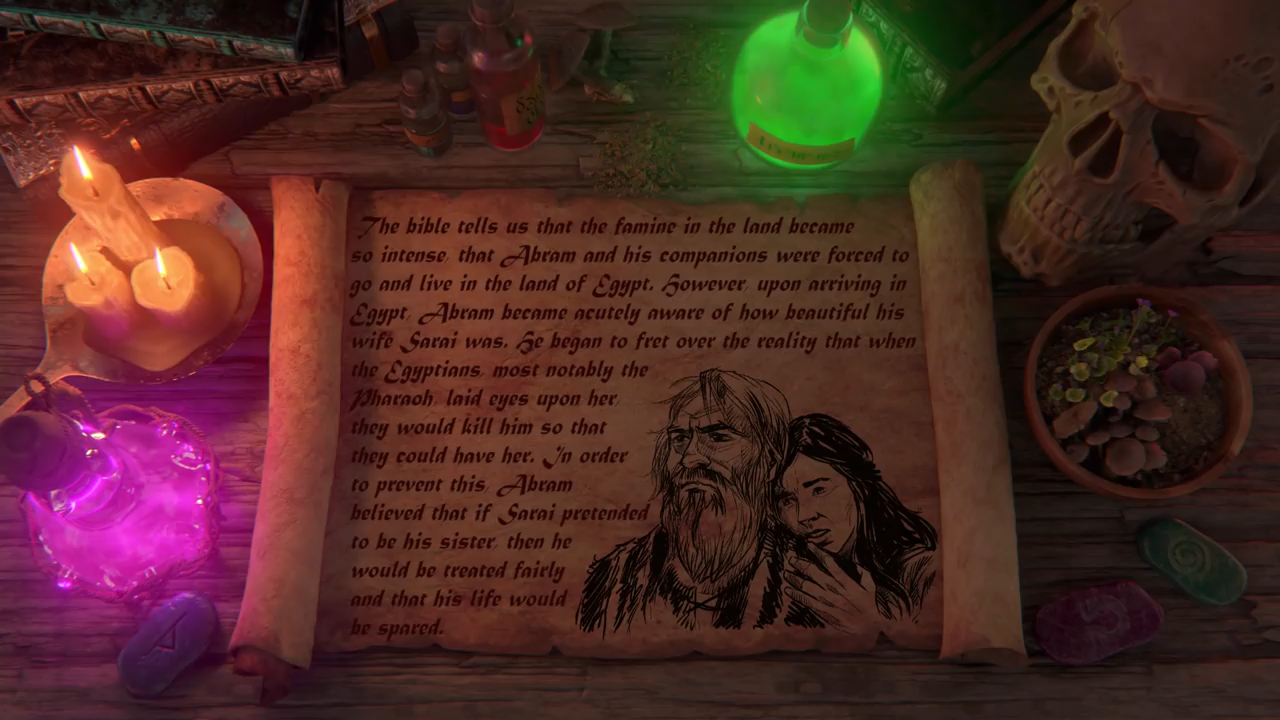 The bible tells us that the famine in the land became
so intense, that Abram and his companions were forced to
go and live in the land of Egypt. However, upon arriving in
Egypt, Abram became acutely aware of how beautiful his
wife Sarai was. He began to fret over the reality that when
the Egyptians, most notably the
Pharaoh, laid eyes upon her,
they would kill him so that
they could have her. In order
to prevent this, Abram
believed that if Sarai pretended
to be his sister, then he
would be treated fairly
and that his life would
be spared.